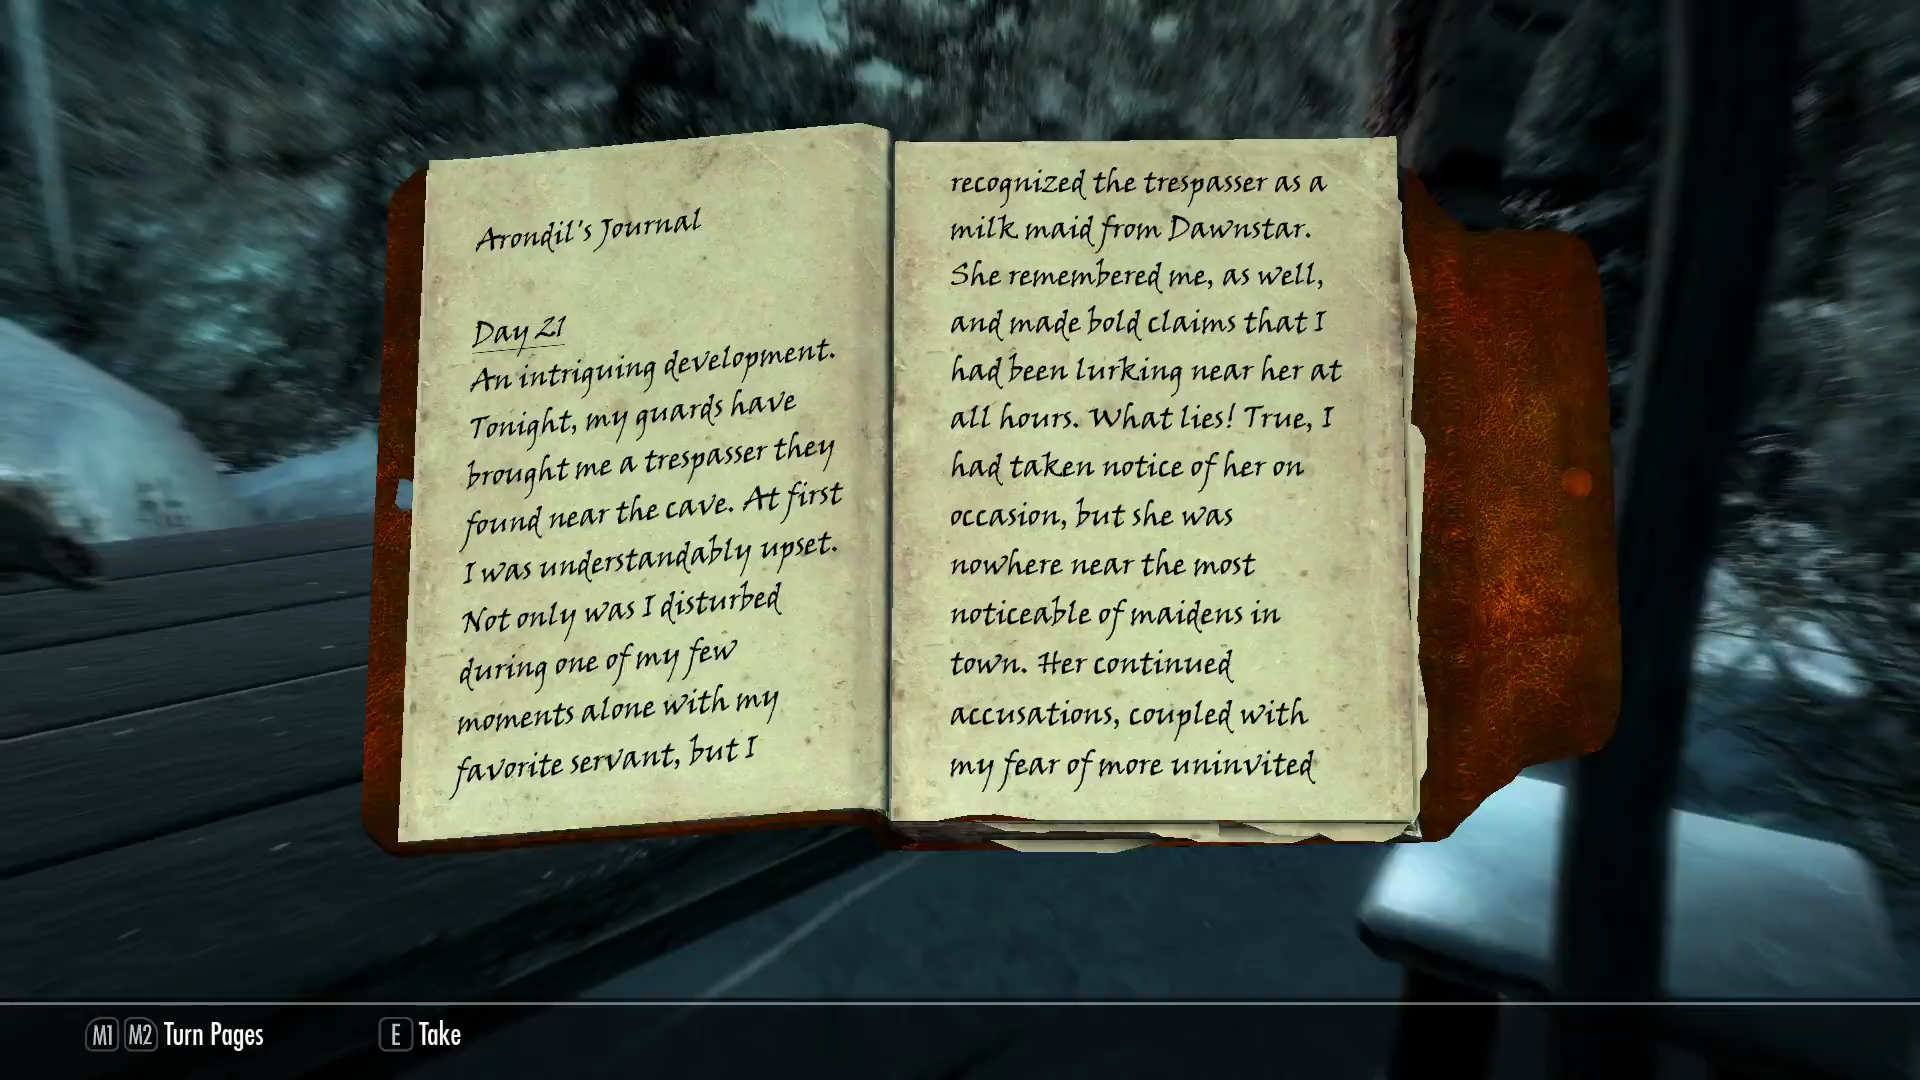 Arondil's Journal
Day 21
An intriguing development.
Tonight, my guards have
brought me a trespasser they
found near the cave. At first
I was understandably upset.
Not only was I disturbed
during one of my few
moments alone with my
favorite servant, but I
recognized the trespasser as a
milk maid from Dawnstar.
She remembered me, as well,
and made bold claims that I
had been lurking near her at
all hours. What lies! True, I
had taken notice of her on
occasion, but she was
nowhere near the most
noticeable of maidens in
town. Her continued
accusations, coupled with
my fear of more uninvited
M1 M2 Turn Pages
E Take